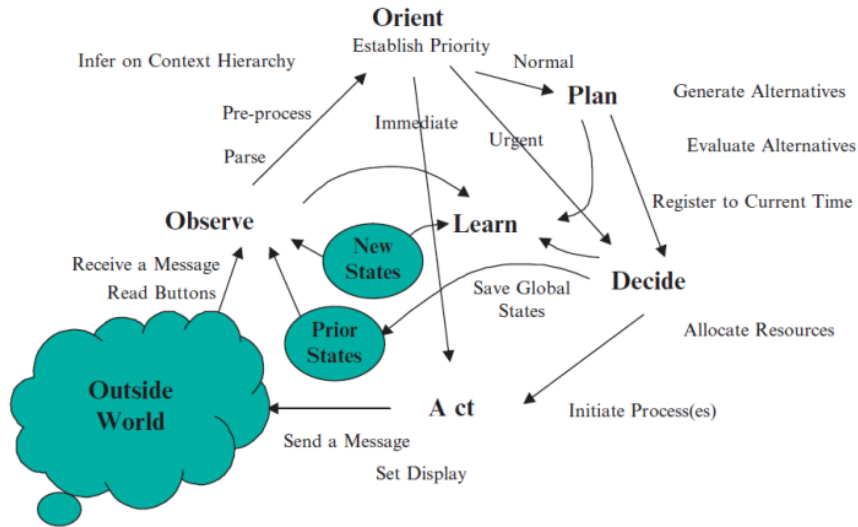 Orient
Establish Priority
Infer on Context Hierarchy
Normal
Plan
Generate Alternatives
Pre-process
Immediate
Urgent
Evaluate Alternatives
Parse
Register to Current Time
Observe
Learn
New
States
Receive a Message
Read Buttons
Decide
Save Global
States
Prior
States
Allocate Resources
Outside
World
A ct
Initiate Process(es)
Send a Message
Set Display